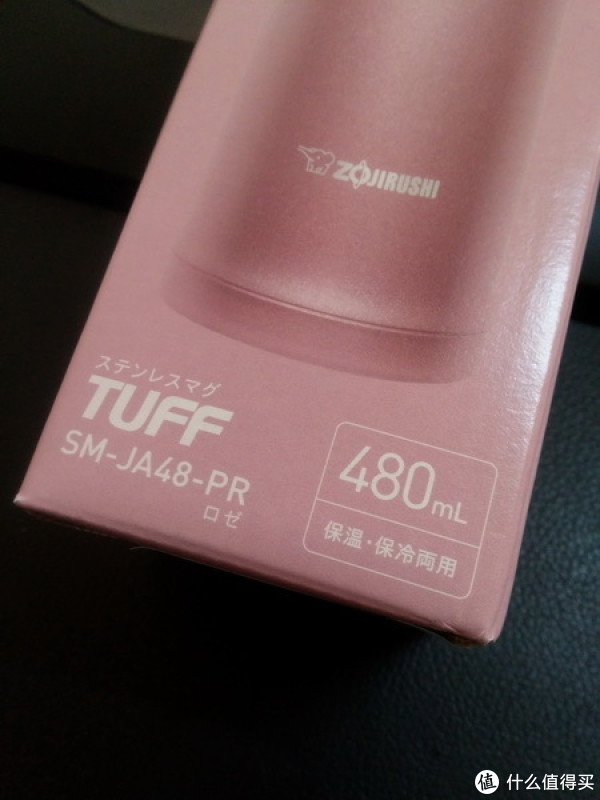 ZOJIRUSHI
ステンレスマグ
TUFF
SM-JA48-PR
ロゼ
480mL
保温・保冷両用
值 什么值得买